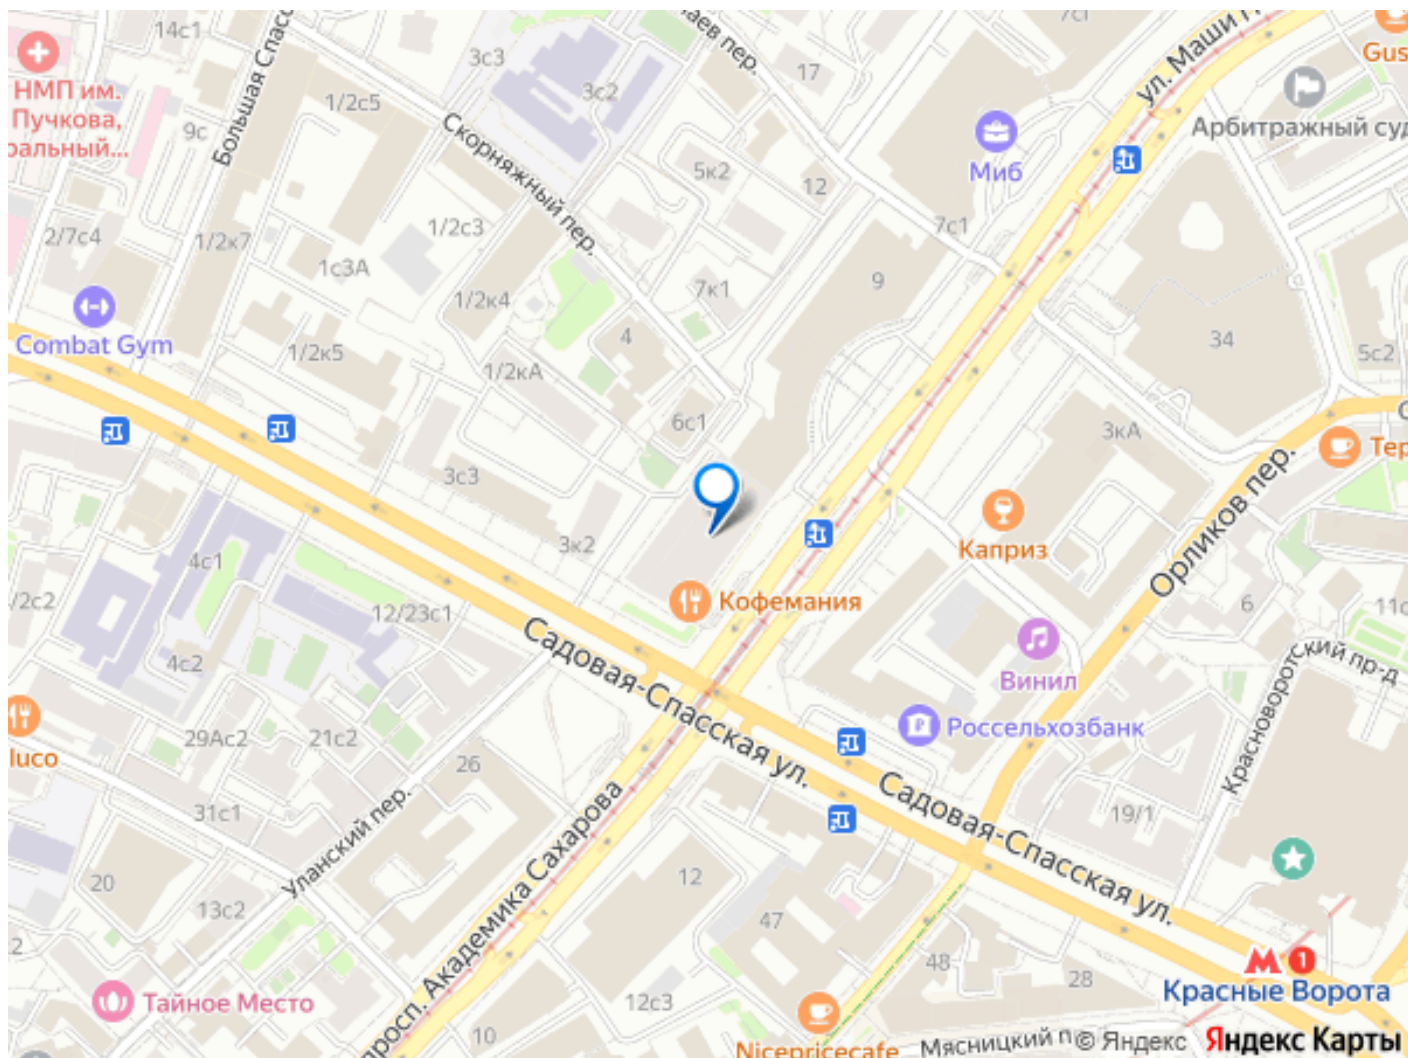 14с1
Большая Спасс
3с3
аев пер.
17
7с1
ул. Маши
Gus
НМП им.
Пучкова,
ральный...
9с
1/2с5
3с2
Скорняжный пер.
5к2
12
Миб
Арбитражный суд
2/7с4
1/2к7
1с3А
1/2с3
1/2к4
7к1
9
7с1
34
5с2
Combat Gym
1/2к5
1/2кА
4
6с1
3кА
Тер
3с3
3к2
Каприз
Орликов пер.
4с1
/2с2
12/23с1
Кофемания
6
11с
4с2
Садовая-Спасская ул.
Винил
Красноворотский пр-д
luco
29Ас2
21с2
26
Россельхозбанк
31с1
Уланский пер.
просп. Академика Сахарова
Садовая-Спасская ул.
19/1
20
13с2
12
47
2
48
28
1
Красные Ворота
Тайное Место
12с3
10
Nicepricecafe
Мясницкий п
© Яндекс
Яндекс Карты